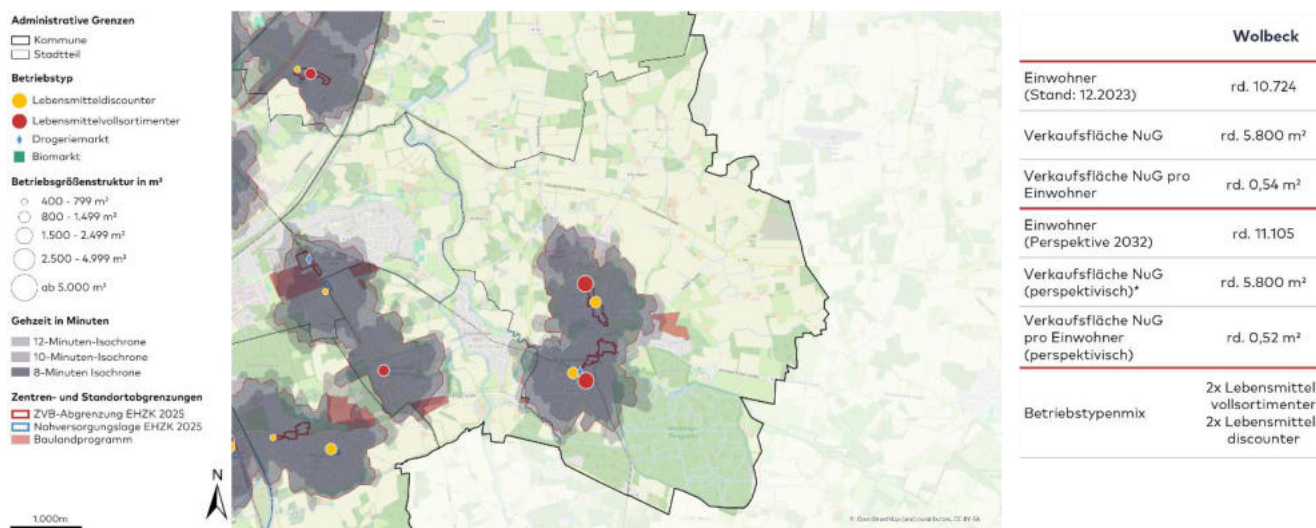 Administrative Grenzen
Kommune
Stadtteil
Betriebstyp
Lebensmitteldiscounter
Lebensmittelvollsortimenter
Drogeriemarkt
Biomarkt
Betriebsgrößenstruktur in m²
400 - 799 m²
800 - 1.499 m²
1.500 - 2.499 m²
2.500 - 4.999 m²
ab 5.000 m²
Gehzeit in Minuten
12-Minuten-Isochrone
10-Minuten-Isochrone
8-Minuten Isochrone
Zentren- und Standortabgrenzungen
ZVB-Abgrenzung EHZK 2025
Nahversorgungslage EHZK 2025
Baulandprogramm
N
1.000m
Wolbeck
Einwohner
(Stand: 12.2023)
rd. 10.724
Verkaufsfläche NuG
rd. 5.800 m²
Verkaufsfläche NuG pro
Einwohner
rd. 0,54 m²
Einwohner
(Perspektive 2032)
rd. 11.105
Verkaufsfläche NuG
(perspektivisch)*
rd. 5.800 m²
Verkaufsfläche NuG
pro Einwohner
(perspektivisch)
rd. 0,52 m²
Betriebstypenmix
2x Lebensmittel
vollsortimenter
2x Lebensmittel
discounter